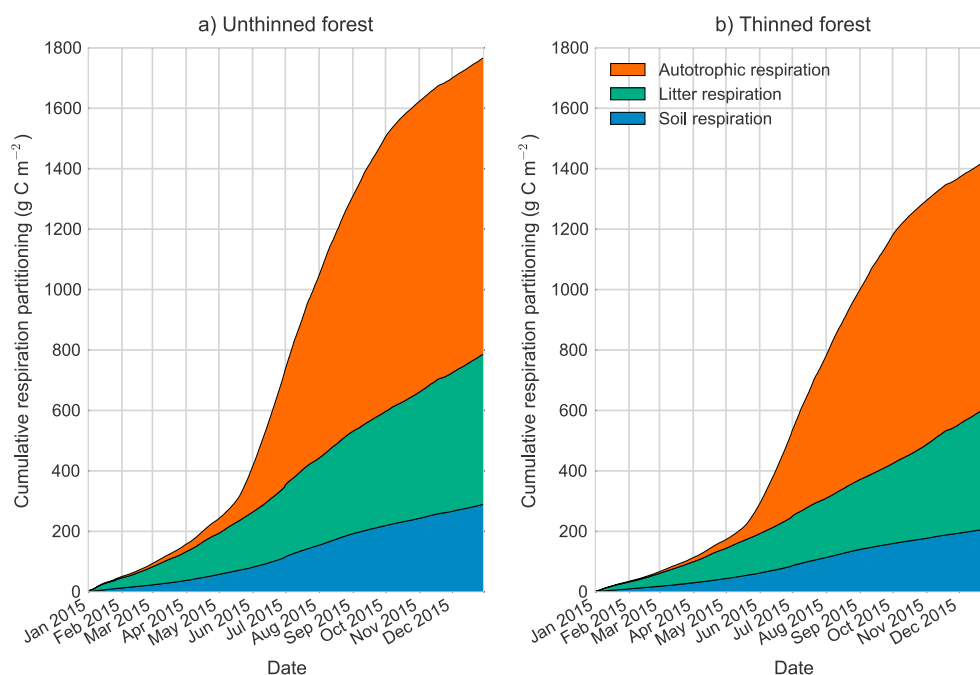 a) Unthinned forest
Cumulative respiration partitioning (g C m⁻²)
1800
1600
1400
1200
1000
800
600
400
200
0
Jan 2015
Feb 2015
Mar 2015
Apr 2015
May 2015
Jun 2015
Jul 2015
Aug 2015
Sep 2015
Oct 2015
Nov 2015
Dec 2015
Date
b) Thinned forest
Cumulative respiration partitioning (g C m⁻²)
1800
1600
1400
1200
1000
800
600
400
200
0
Autotrophic respiration
Litter respiration
Soil respiration
Jan 2015
Feb 2015
Mar 2015
Apr 2015
May 2015
Jun 2015
Jul 2015
Aug 2015
Sep 2015
Oct 2015
Nov 2015
Dec 2015
Date